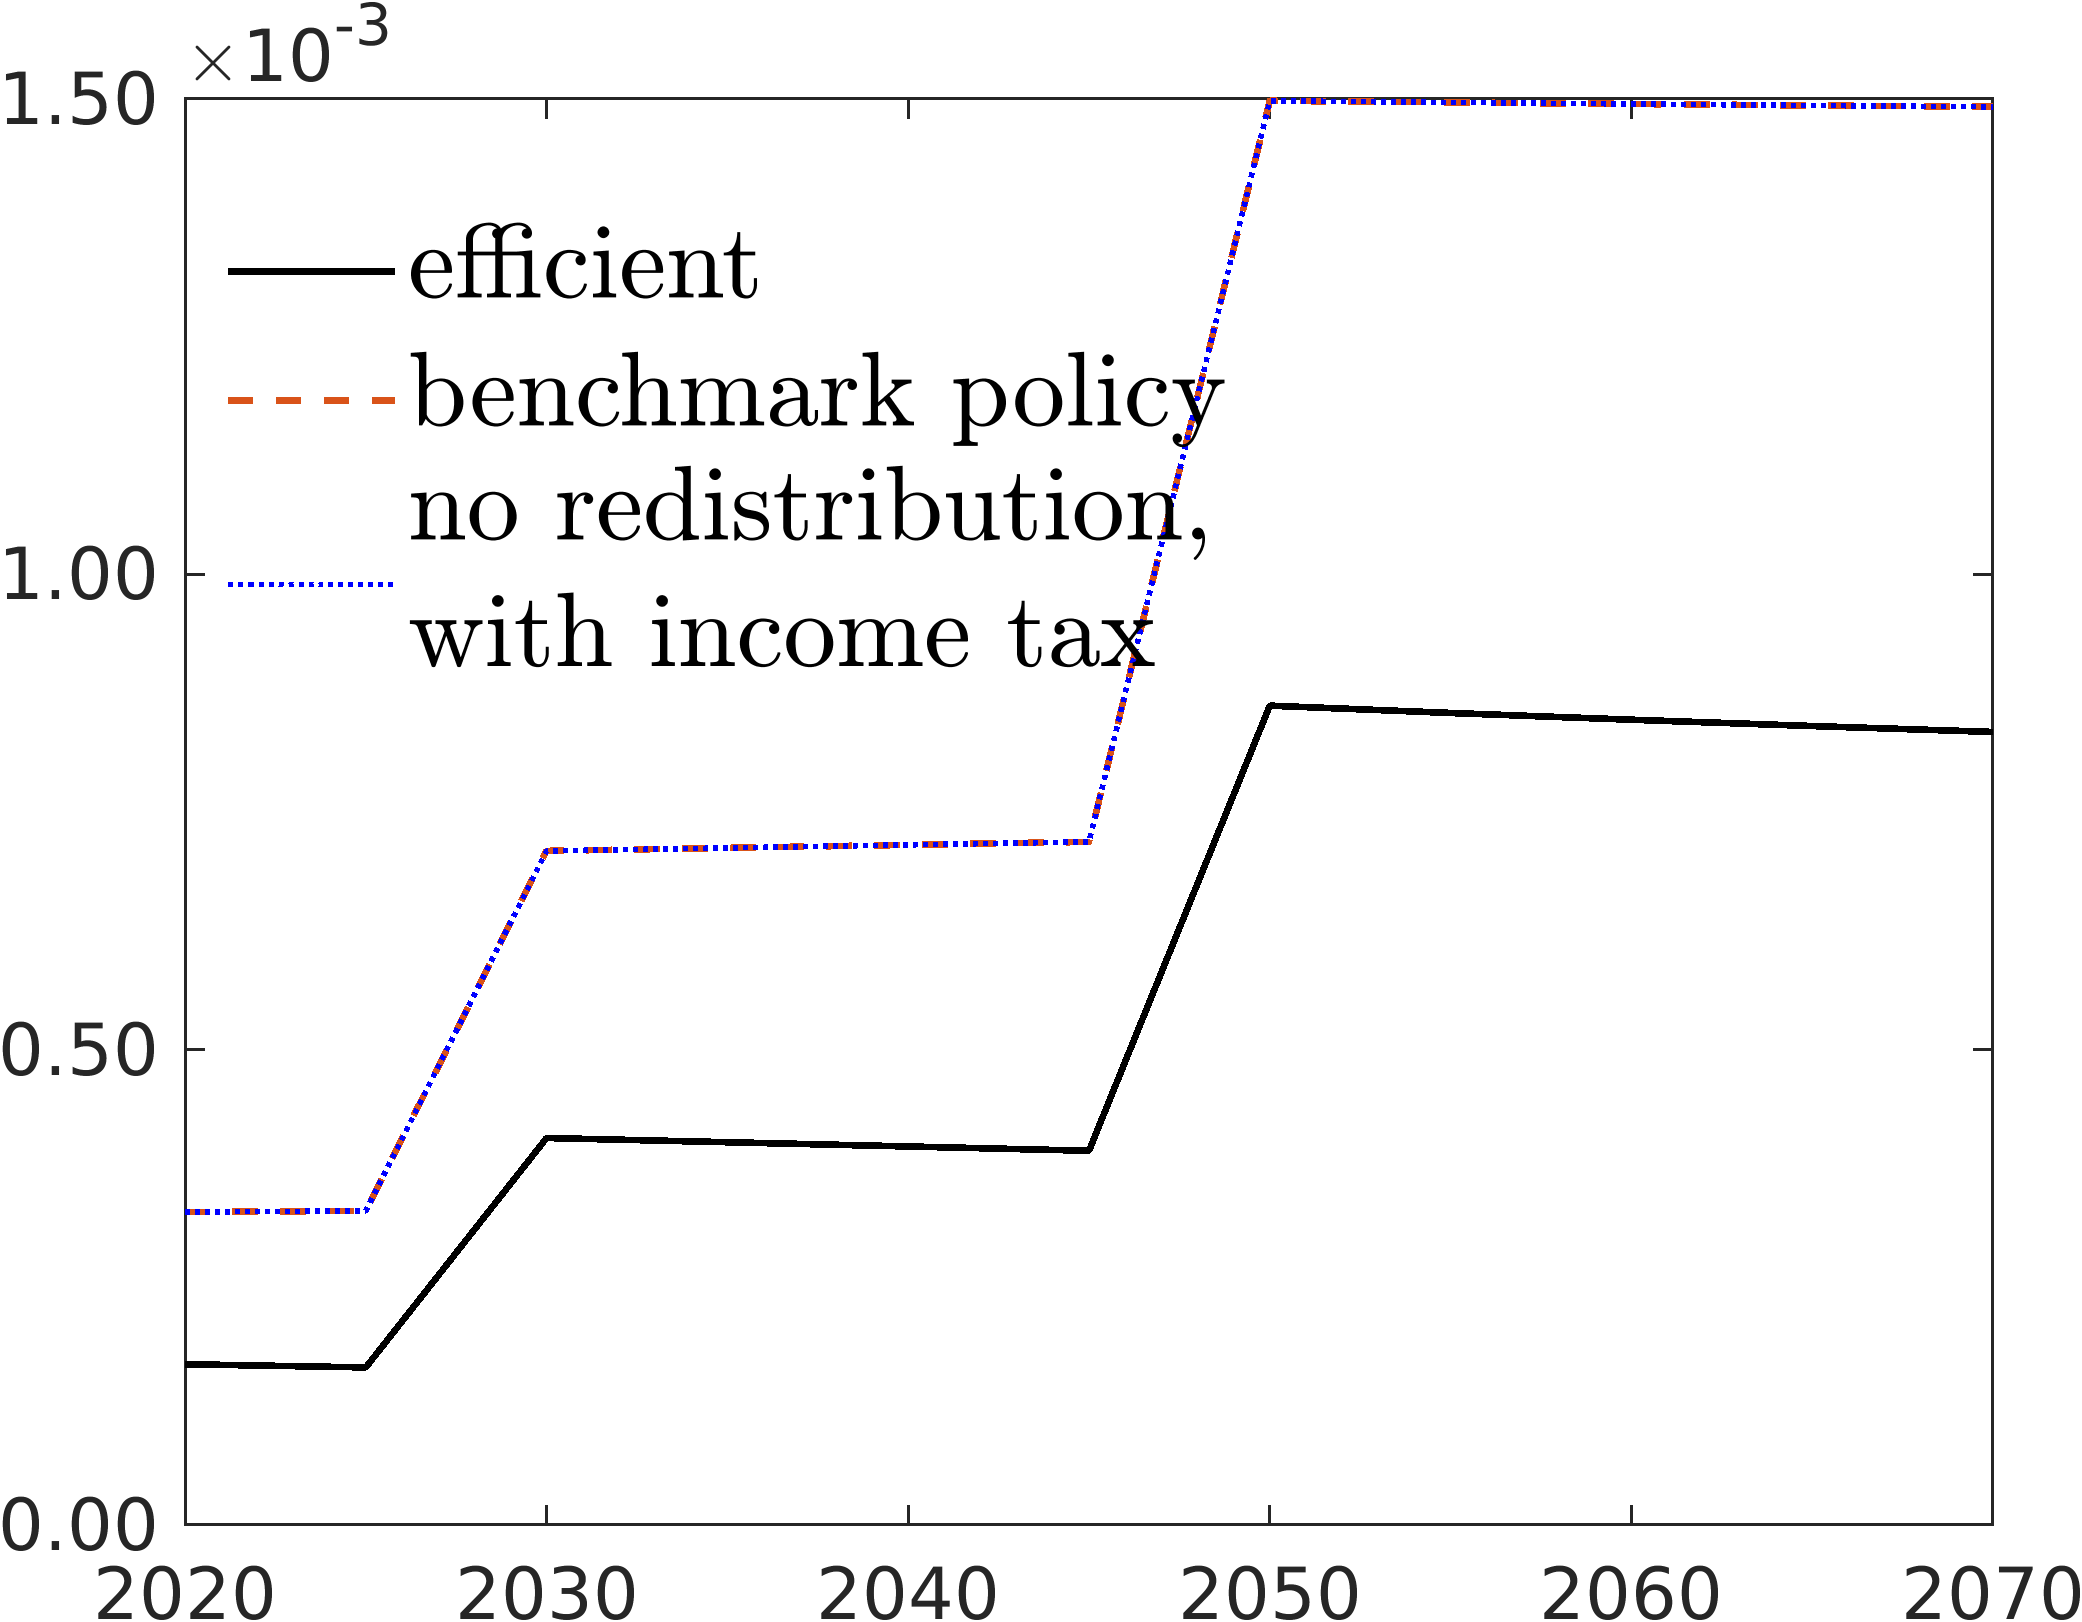 ×10-3
1.50
efficient
benchmark policy
no redistribution,
1.00
with income tax
0.50
0.00
2020 2030 2040 2050 2060 2070